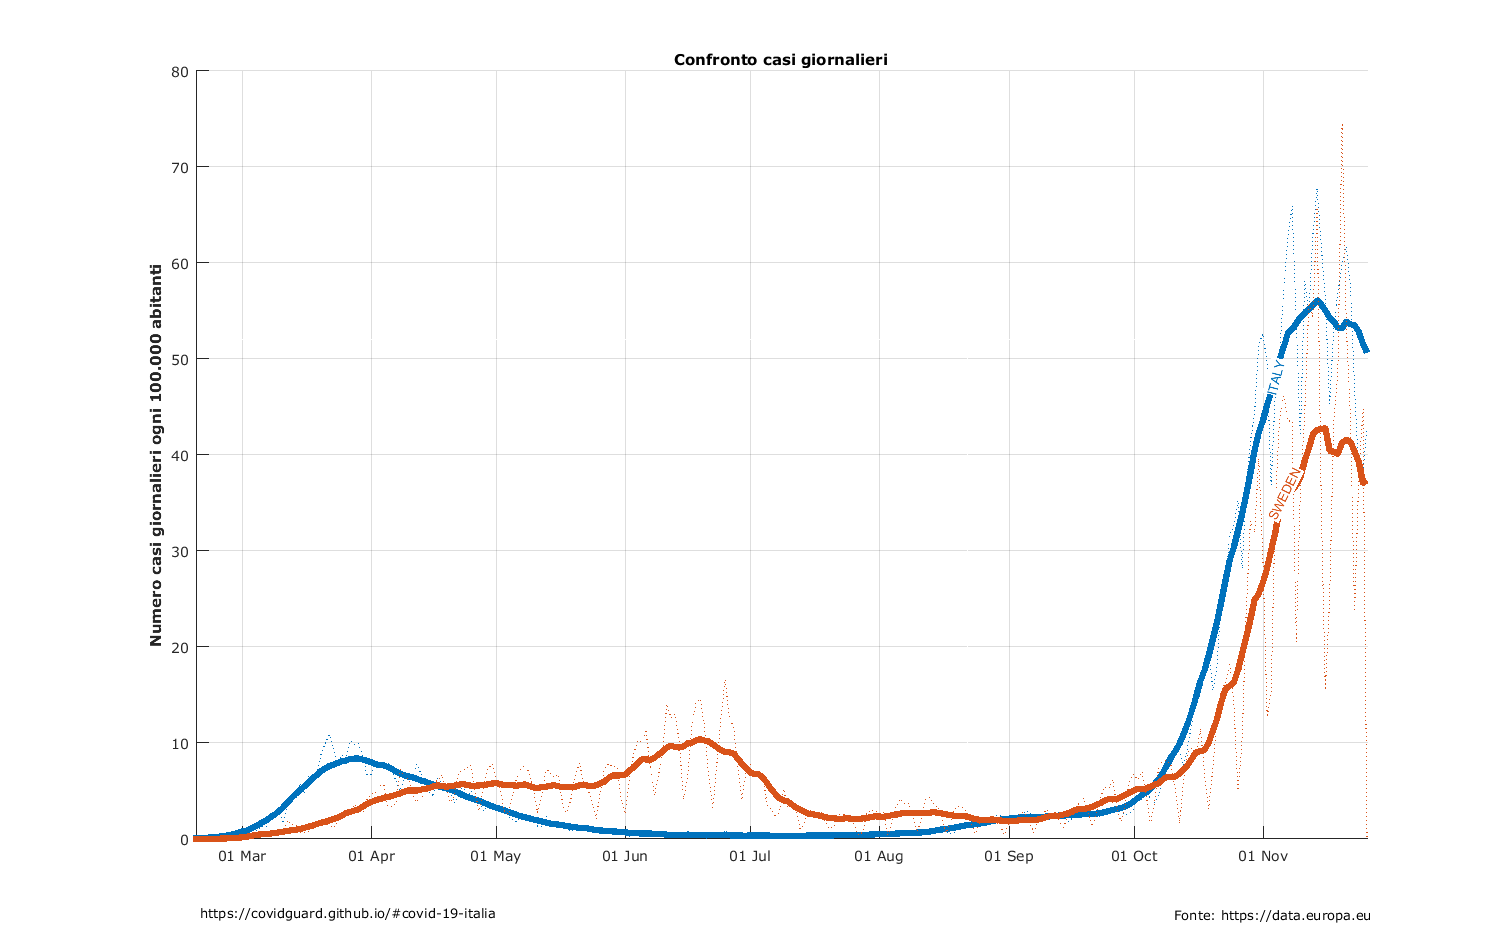 Confronto casi giornalieri
Numero casi giornalieri ogni 100.000 abitanti
80
70
60
50
40
30
20
10
0
ITALY
SWEDEN
01 Mar
01 Apr
01 May
01 Jun
01 Jul
01 Aug
01 Sep
01 Oct
01 Nov
https://covidguard.github.io/#covid-19-italia
Fonte: https://data.europa.eu